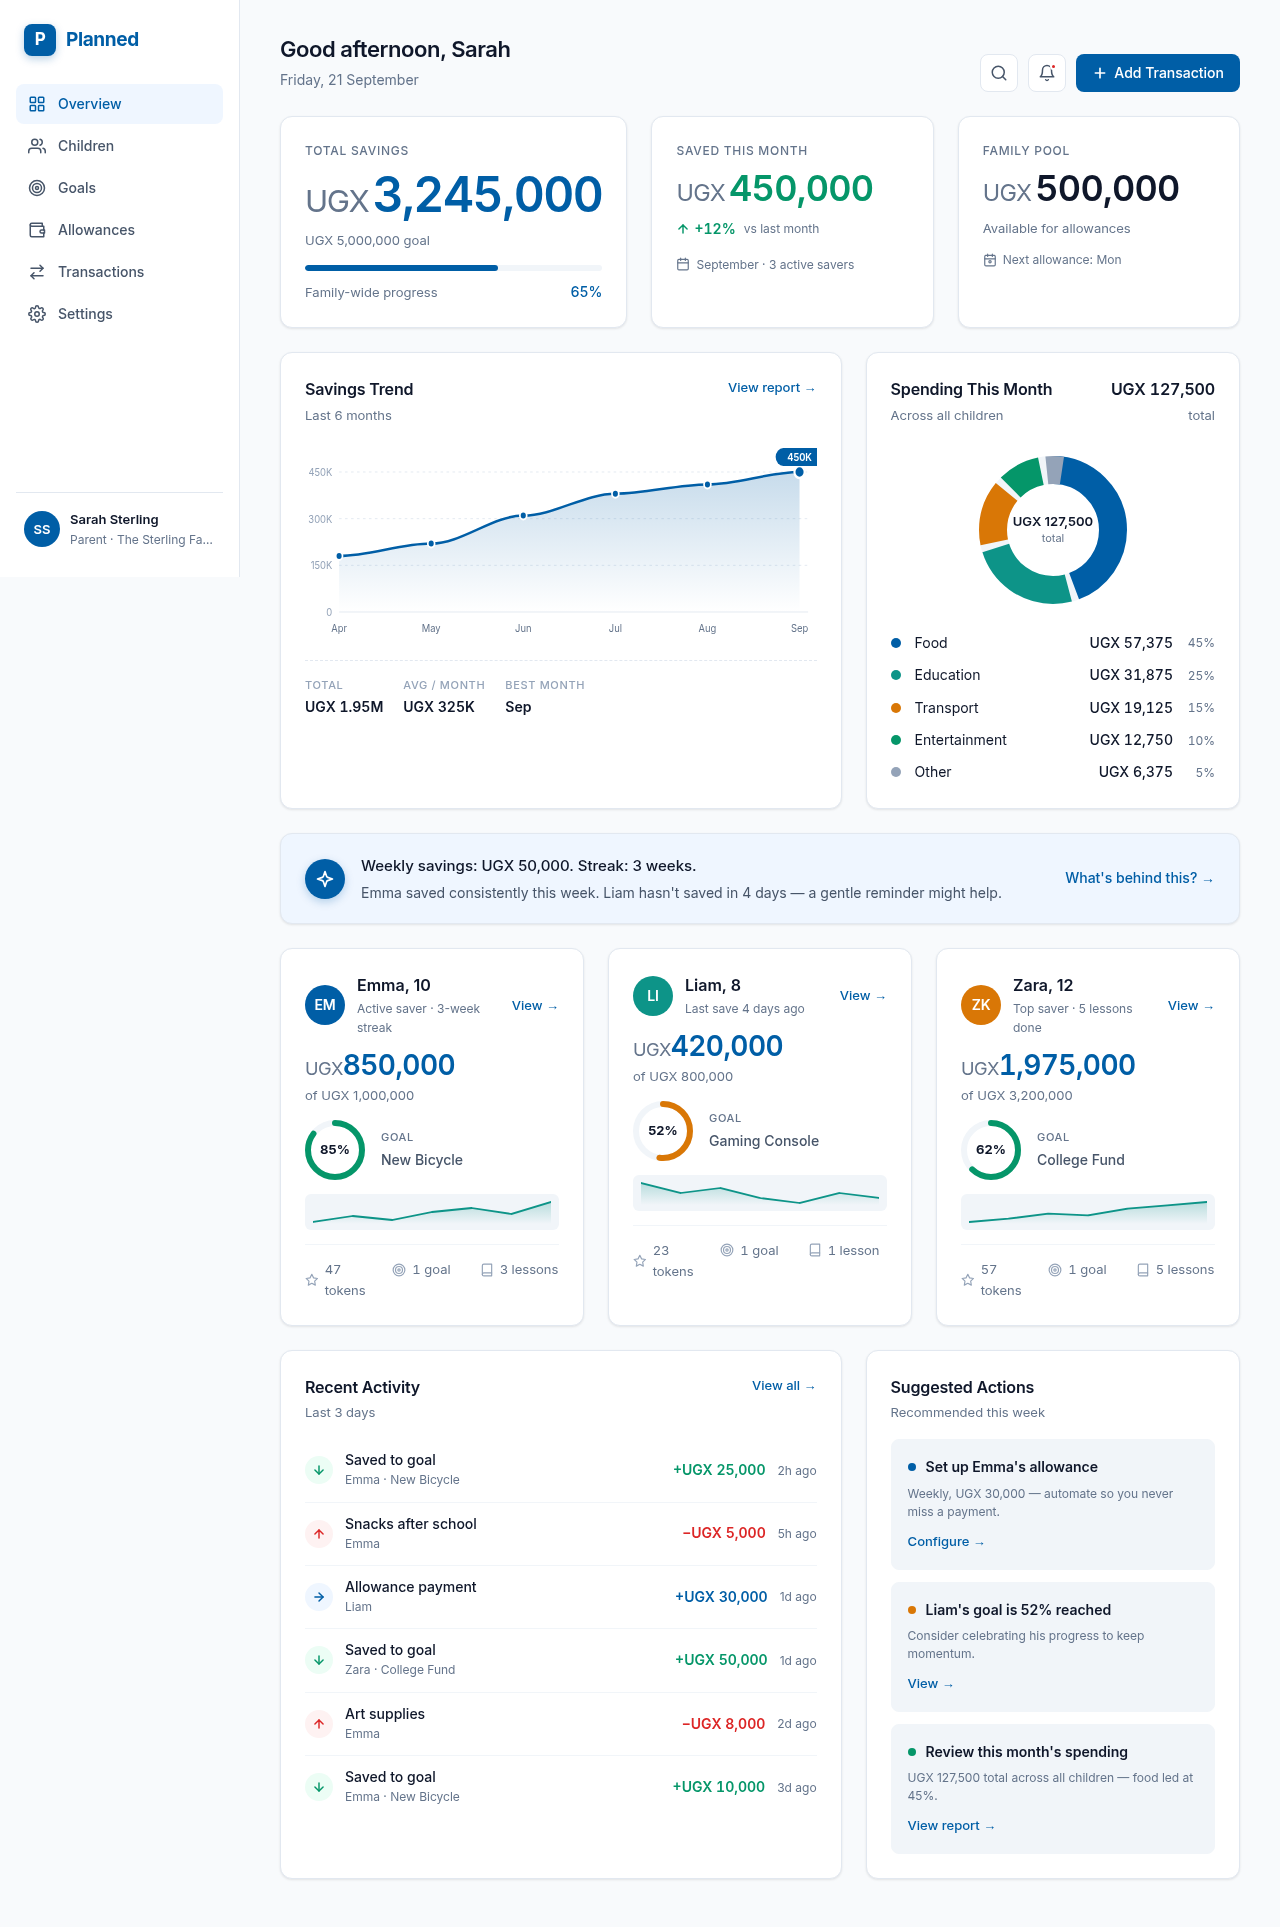 P Planned
Overview
Children
Goals
Allowances
Transactions
Settings
SS
Sarah Sterling
Parent · The Sterling Fa...
Good afternoon, Sarah
Friday, 21 September
Add Transaction
TOTAL SAVINGS
UGX 3,245,000
UGX 5,000,000 goal
Family-wide progress 65%
SAVED THIS MONTH
UGX 450,000
+12% vs last month
September · 3 active savers
FAMILY POOL
UGX 500,000
Available for allowances
Next allowance: Mon
Savings Trend View report →
Last 6 months
450K
450K
300K
150K
0
Apr May Jun Jul Aug Sep
TOTAL AVG / MONTH BEST MONTH
UGX 1.95M UGX 325K Sep
Spending This Month UGX 127,500
Across all children total
UGX 127,500
total
Food UGX 57,375 45%
Education UGX 31,875 25%
Transport UGX 19,125 15%
Entertainment UGX 12,750 10%
Other UGX 6,375 5%
Weekly savings: UGX 50,000. Streak: 3 weeks.
Emma saved consistently this week. Liam hasn't saved in 4 days — a gentle reminder might help.
What's behind this? →
EM
Emma, 10
Active saver · 3-week
streak
View →
UGX850,000
of UGX 1,000,000
85%
GOAL
New Bicycle
47
tokens
1 goal
3 lessons
LI
Liam, 8
Last save 4 days ago
View →
UGX420,000
of UGX 800,000
52%
GOAL
Gaming Console
23
tokens
1 goal
1 lesson
ZK
Zara, 12
Top saver · 5 lessons
done
View →
UGX1,975,000
of UGX 3,200,000
62%
GOAL
College Fund
57
tokens
1 goal
5 lessons
Recent Activity View all →
Last 3 days
Saved to goal
Emma · New Bicycle
+UGX 25,000 2h ago
Snacks after school
Emma
−UGX 5,000 5h ago
Allowance payment
Liam
+UGX 30,000 1d ago
Saved to goal
Zara · College Fund
+UGX 50,000 1d ago
Art supplies
Emma
−UGX 8,000 2d ago
Saved to goal
Emma · New Bicycle
+UGX 10,000 3d ago
Suggested Actions
Recommended this week
Set up Emma's allowance
Weekly, UGX 30,000 — automate so you never
miss a payment.
Configure →
Liam's goal is 52% reached
Consider celebrating his progress to keep
momentum.
View →
Review this month's spending
UGX 127,500 total across all children — food led at
45%.
View report →